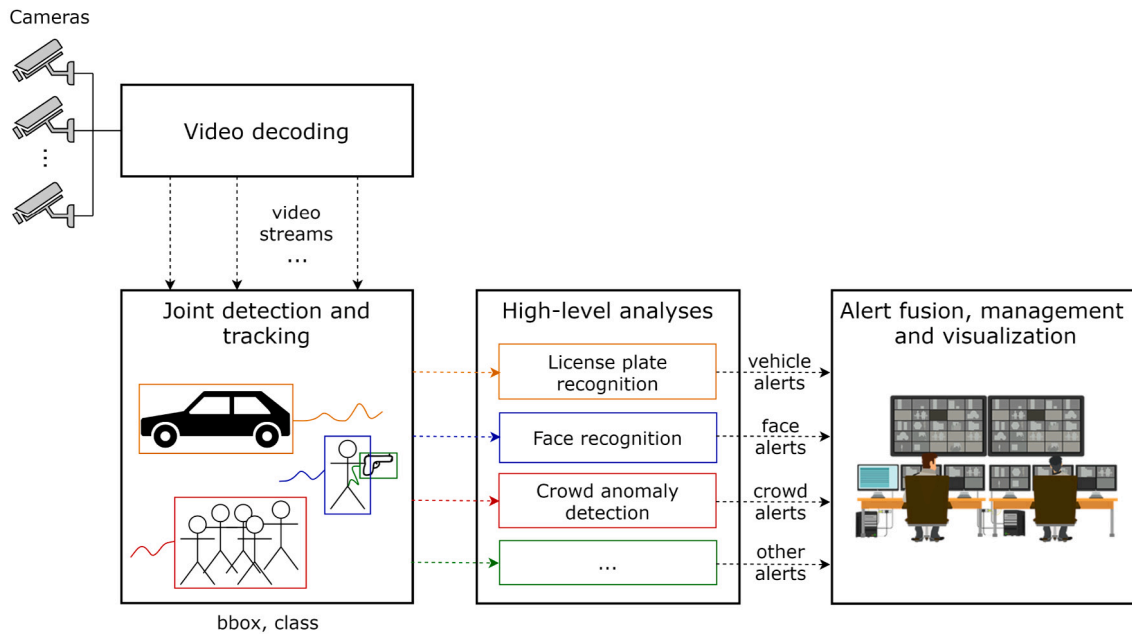 Cameras
...
Video decoding
video
streams
...
Joint detection and
tracking
bbox, class
High-level analyses
License plate
recognition
Face recognition
Crowd anomaly
detection
...
vehicle
alerts
face
alerts
crowd
alerts
other
alerts
Alert fusion, management
and visualization